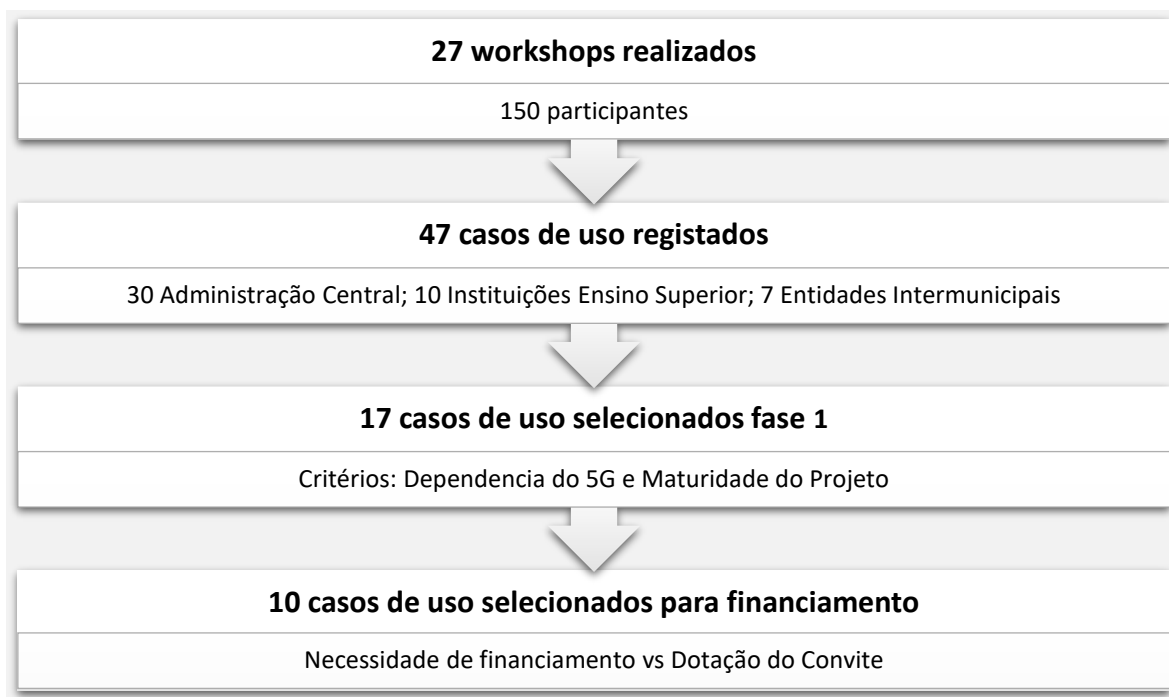 27 workshops realizados
150 participantes
47 casos de uso registados
30 Administração Central; 10 Instituições Ensino Superior; 7 Entidades Intermunicipais
17 casos de uso selecionados fase 1
Critérios: Dependencia do 5G e Maturidade do Projeto
10 casos de uso selecionados para financiamento
Necessidade de financiamento vs Dotação do Convite